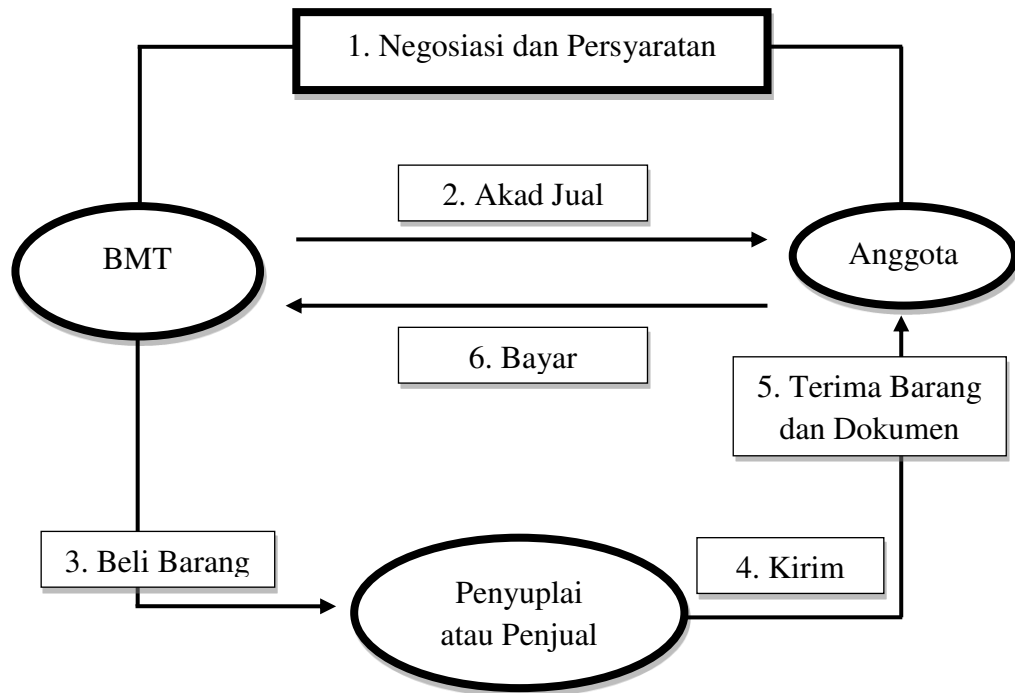 1. Negosiasi dan Persyaratan
2. Akad Jual
BMT
Anggota
6. Bayar
5. Terima Barang
dan Dokumen
3. Beli Barang
4. Kirim
Penyuplai
atau Penjual